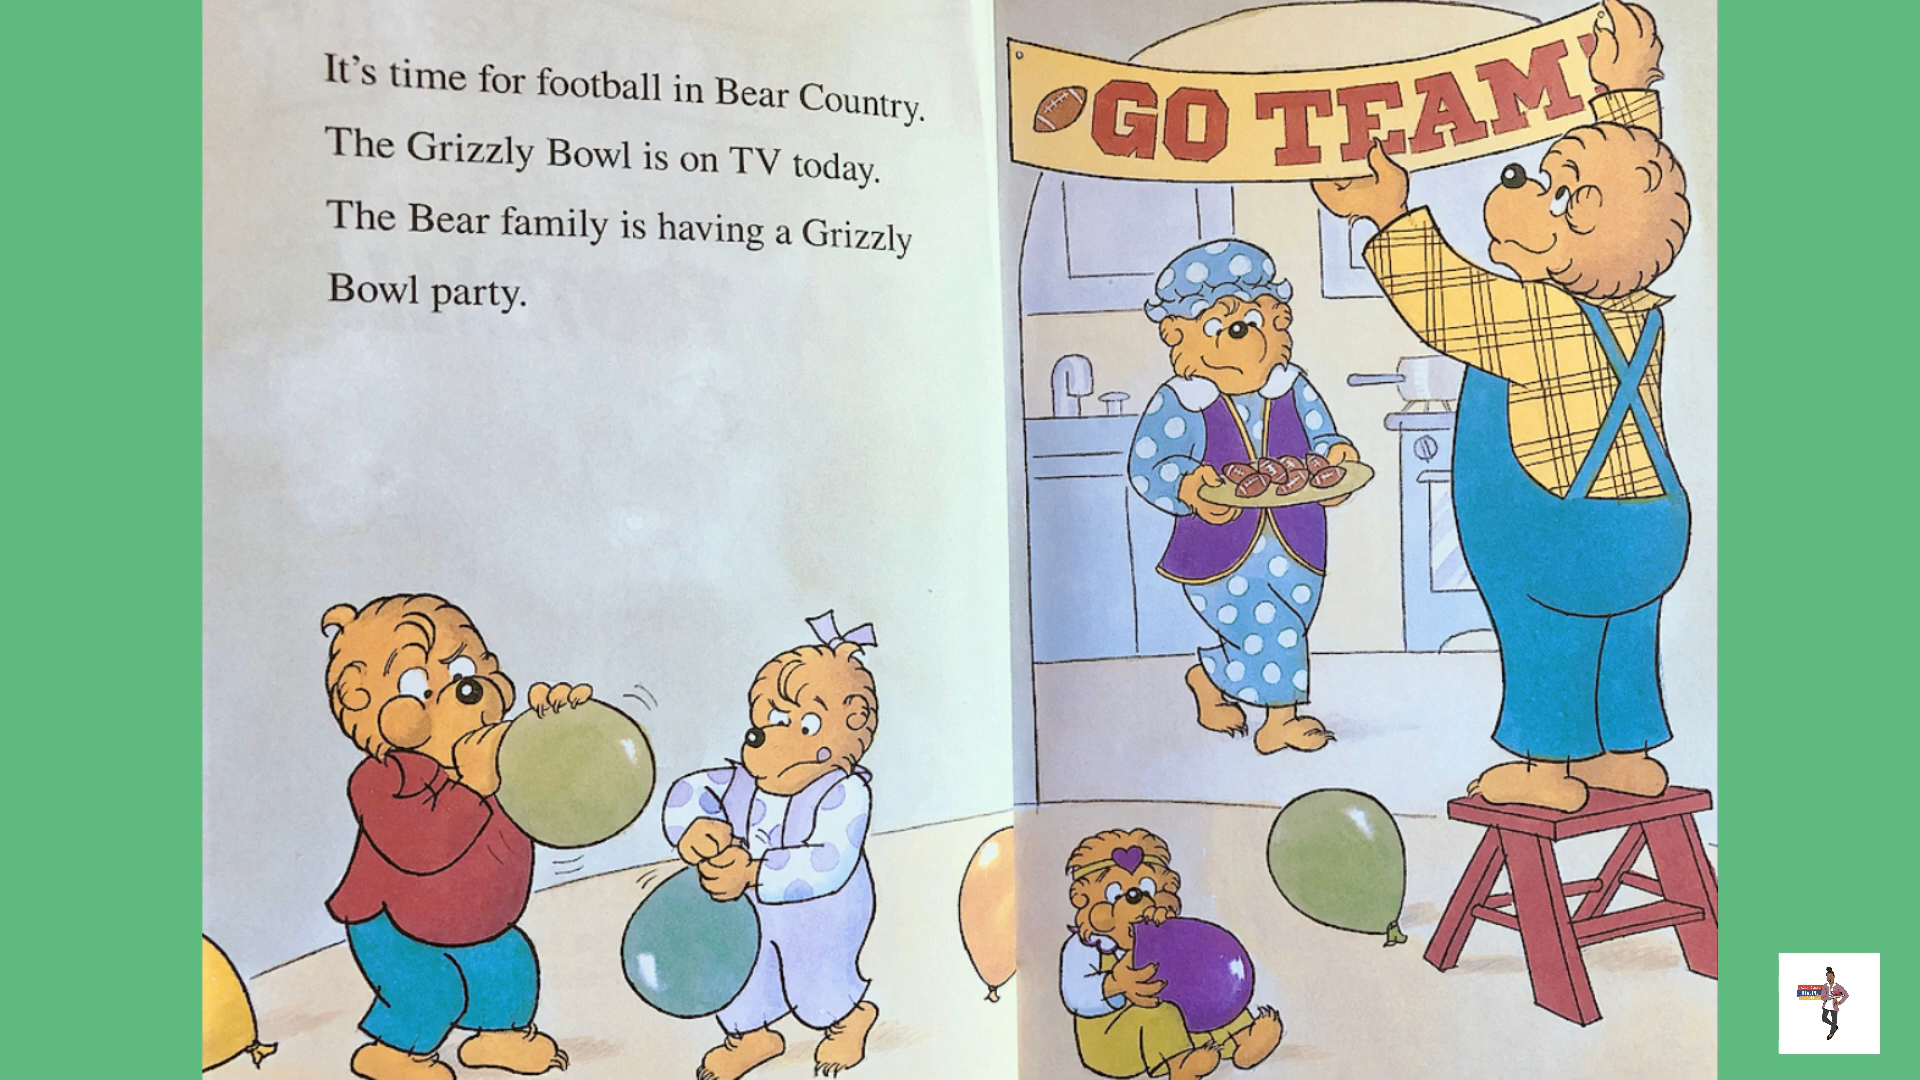 It's time for football in Bear Country.
The Grizzly Bowl is on TV today.
The Bear family is having a Grizzly
Bowl party.
GO TEAM